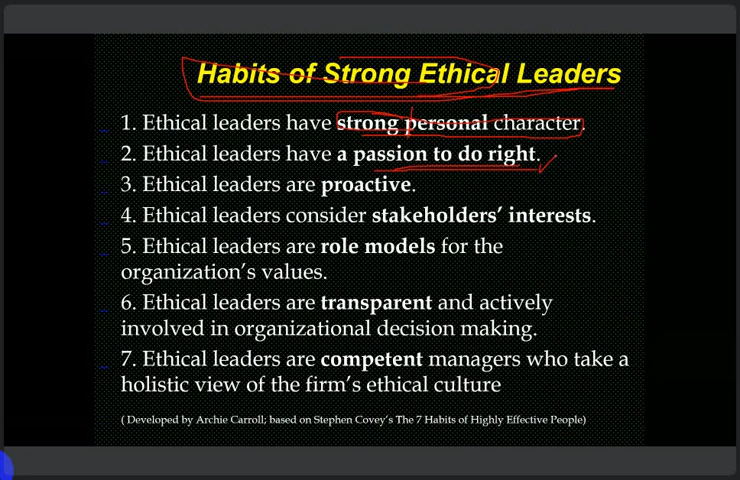 Habits of Strong Ethical Leaders
1. Ethical leaders have strong personal character.
2. Ethical leaders have a passion to do right.
3. Ethical leaders are proactive.
4. Ethical leaders consider stakeholders’ interests.
5. Ethical leaders are role models for the
organization’s values.
6. Ethical leaders are transparent and actively
involved in organizational decision making.
7. Ethical leaders are competent managers who take a
holistic view of the firm’s ethical culture
( Developed by Archie Carroll; based on Stephen Covey’s The 7 Habits of Highly Effective People)